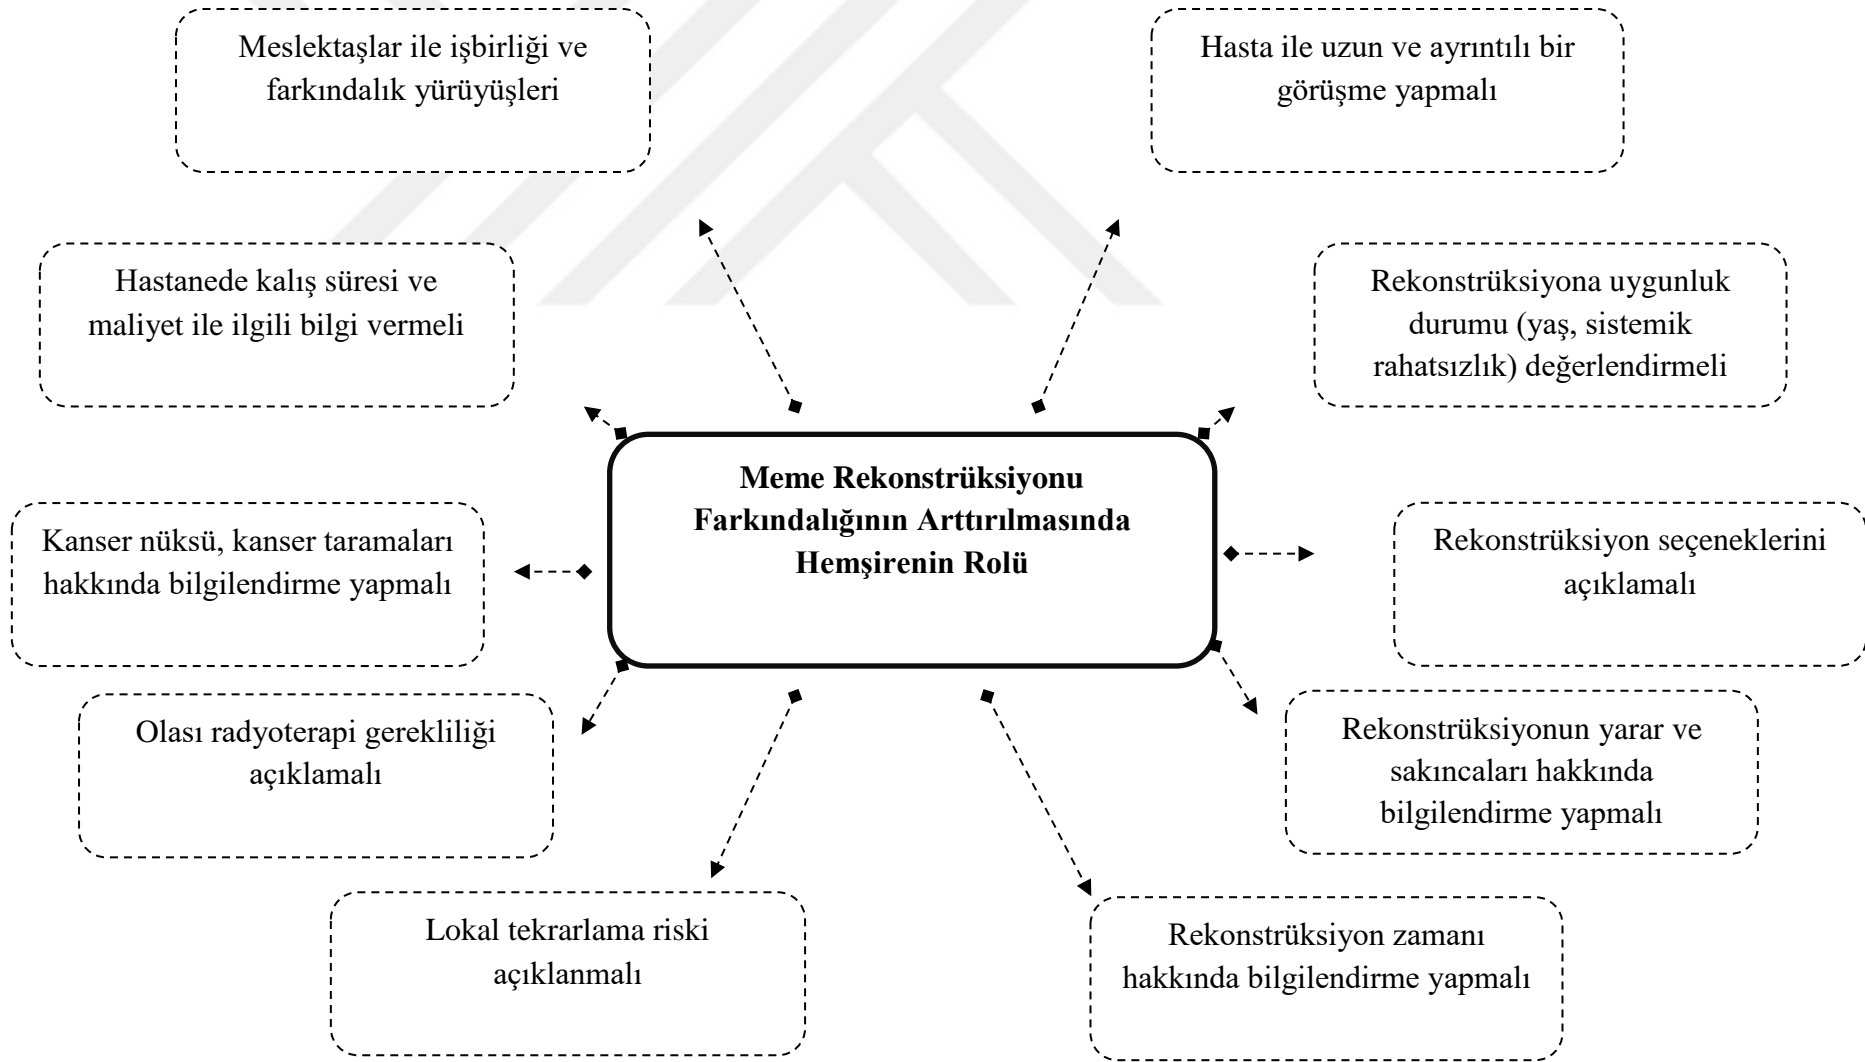 Meslektaşlar ile işbirliği ve
farkındalık yürüyüşleri
Hasta ile uzun ve ayrıntılı bir
görüşme yapmalı
Hastanede kalış süresi ve
maliyet ile ilgili bilgi vermeli
Rekonstrüksiyona uygunluk
durumu (yaş, sistemik
rahatsızlık) değerlendirmeli
Meme Rekonstrüksiyonu
Farkındalığının Arttırılmasında
Hemşirenin Rolü
Kanser nüksü, kanser taramaları
hakkında bilgilendirme yapmalı
Rekonstrüksiyon seçeneklerini
açıklamalı
Olası radyoterapi gerekliliği
açıklamalı
Rekonstrüksiyonun yarar ve
sakıncaları hakkında
bilgilendirme yapmalı
Lokal tekrarlama riski
açıklanmalı
Rekonstrüksiyon zamanı
hakkında bilgilendirme yapmalı